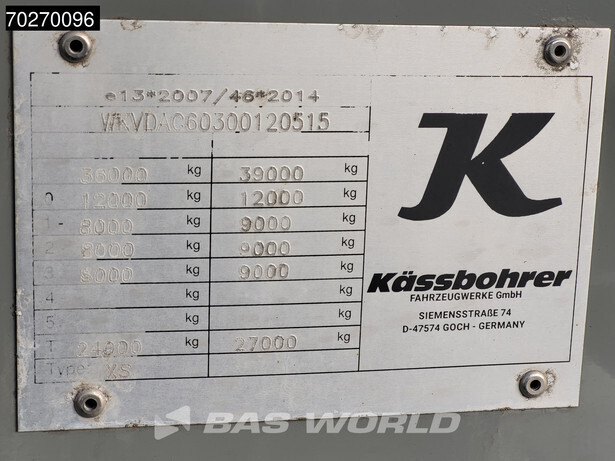 70270096
e13*2007/46*2014
WKVDAC60300120515
36000 kg 39000 kg
0 12000 kg 12000 kg
1 8000 kg 9000 kg
2 8000 kg 9000 kg
3 8000 kg 9000 kg
4 kg kg
5 kg kg
T 24000 kg 27000 kg
Type XS
K
Kässbohrer
FAHRZEUGWERKE GmbH
SIEMENSSTRAßE 74
D-47574 GOCH - GERMANY
BAS WORLD